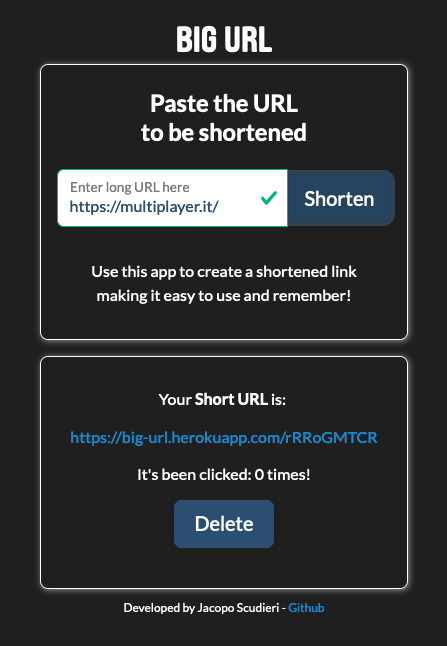 BIG URL
Paste the URL
to be shortened
Enter long URL here
https://multiplayer.it/
Shorten
Use this app to create a shortened link
making it easy to use and remember!
Your Short URL is:
https://big-url.herokuapp.com/rRRoGMTCR
It's been clicked: 0 times!
Delete
Developed by Jacopo Scudieri - Github